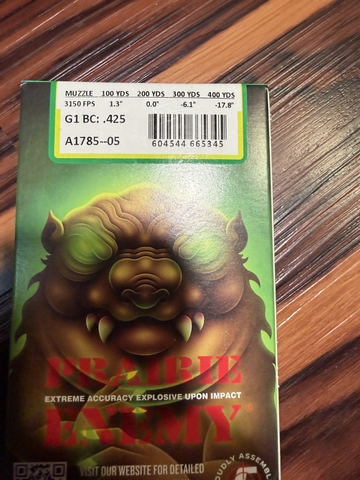 MUZZLE 100 YDS 200 YDS 300 YDS 400 YDS
3150 FPS 1.3" 0.0" -6.1" -17.8"
G1 BC: .425
A1785--05
604544 665345
PRAIRIE
EXTREME ACCURACY EXPLOSIVE UPON IMPACT
ENEMY
VISIT OUR WEBSITE FOR DETAILED